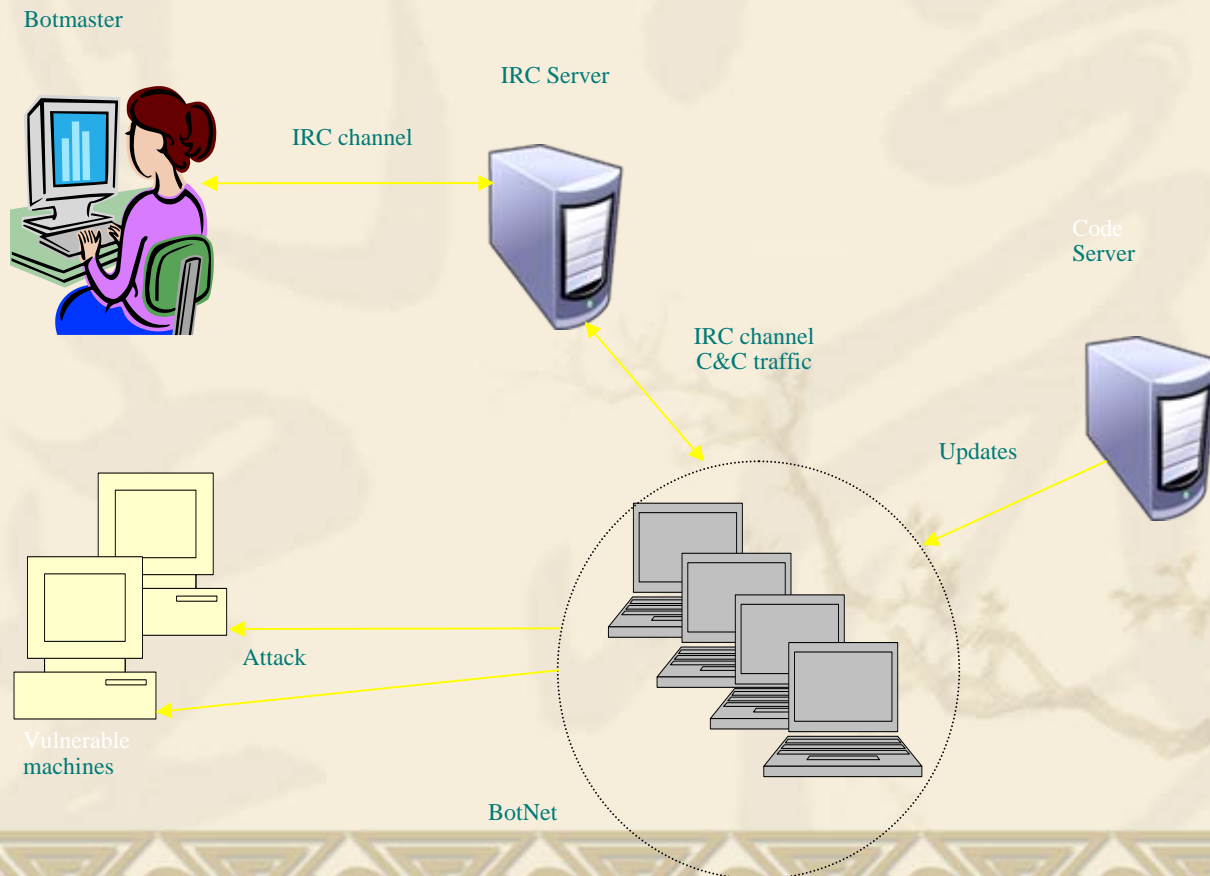 Botmaster
IRC Server
IRC channel
Code
Server
IRC channel
C&C traffic
Updates
Attack
Vulnerable
machines
BotNet